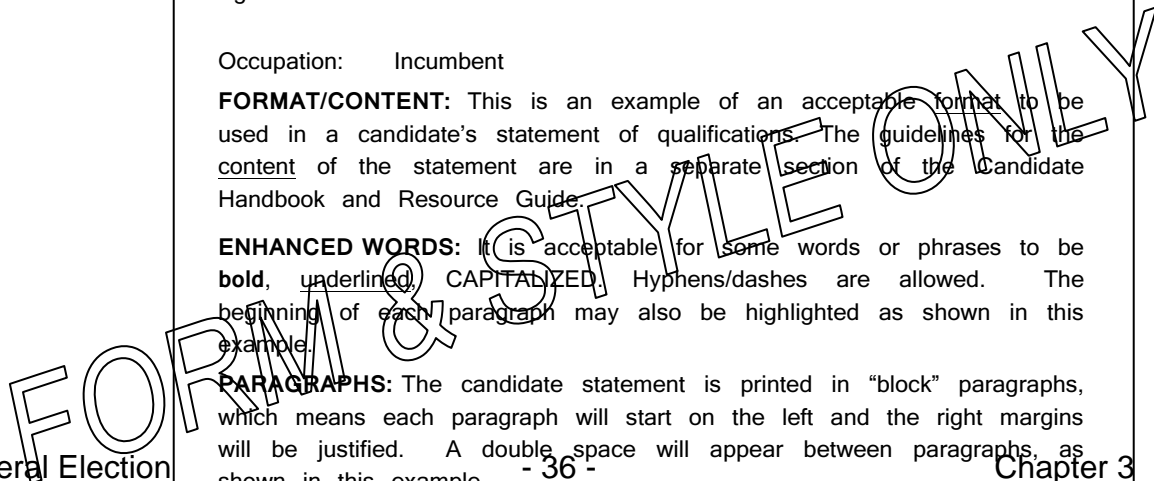 Occupation: Incumbent
FORMAT/CONTENT: This is an example of an acceptable format to be
used in a candidate's statement of qualifications. The guidelines for the
content of the statement are in a separate section of the Candidate
Handbook and Resource Guide.
ENHANCED WORDS: It is acceptable for some words or phrases to be
bold, underlined, CAPITALIZED. Hyphens/dashes are allowed. The
beginning of each paragraph may also be highlighted as shown in this
example.
PARAGRAPHS: The candidate statement is printed in “block” paragraphs,
which means each paragraph will start on the left and the right margins
will be justified. A double space will appear between paragraphs, as
shown in this example.
Election - 36 - Chapter 3
FORM & STYLE ONLY